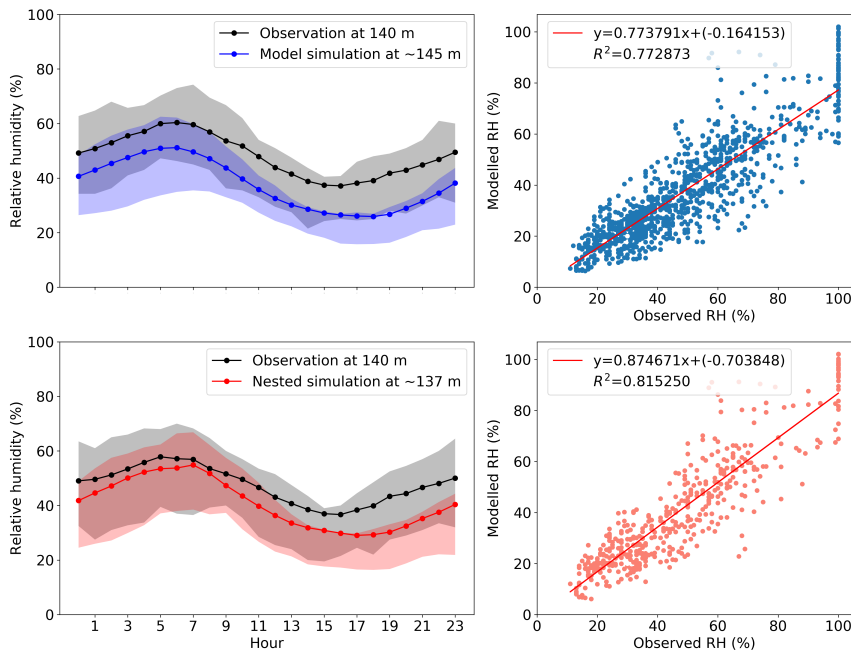 Observation at 140 m
Model simulation at ~145 m
Relative humidity (%)
100
80
60
40
20
0
y=0.773791x+(-0.164153)
R²=0.772873
Modelled RH (%)
100
80
60
40
20
0
0 20 40 60 80 100
Observed RH (%)
Observation at 140 m
Nested simulation at ~137 m
Relative humidity (%)
100
80
60
40
20
0
1 3 5 7 9 11 13 15 17 19 21 23
Hour
y=0.874671x+(-0.703848)
R²=0.815250
Modelled RH (%)
100
80
60
40
20
0
0 20 40 60 80 100
Observed RH (%)